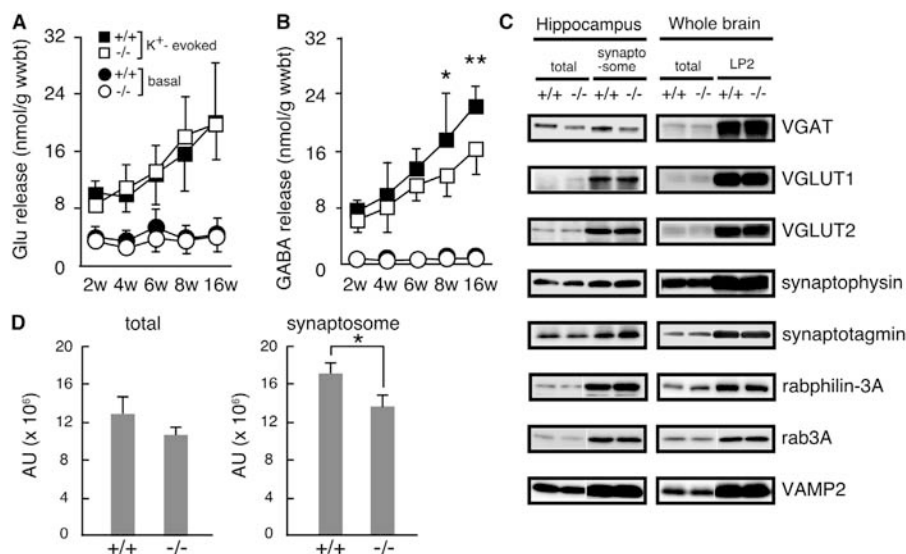 A
Glu release (nmol/g wwbt)
32
24
16
8
0
+/+
-/-
K+- evoked
+/+
-/-
basal
2w 4w 6w 8w 16w
B
GABA release (nmol/g wwbt)
32
24
16
8
0
*
**
2w 4w 6w 8w 16w
C
Hippocampus
Whole brain
total
synapto
-some
total
LP2
+/+ -/- +/+ -/-
+/+ -/- +/+ -/-
VGAT
VGLUT1
VGLUT2
synaptophysin
synaptotagmin
rabphilin-3A
rab3A
VAMP2
D
total
AU (x 10⁶)
20
16
12
8
4
0
+/+ -/-
synaptosome
AU (x 10⁶)
20
16
12
8
4
0
*
+/+ -/-